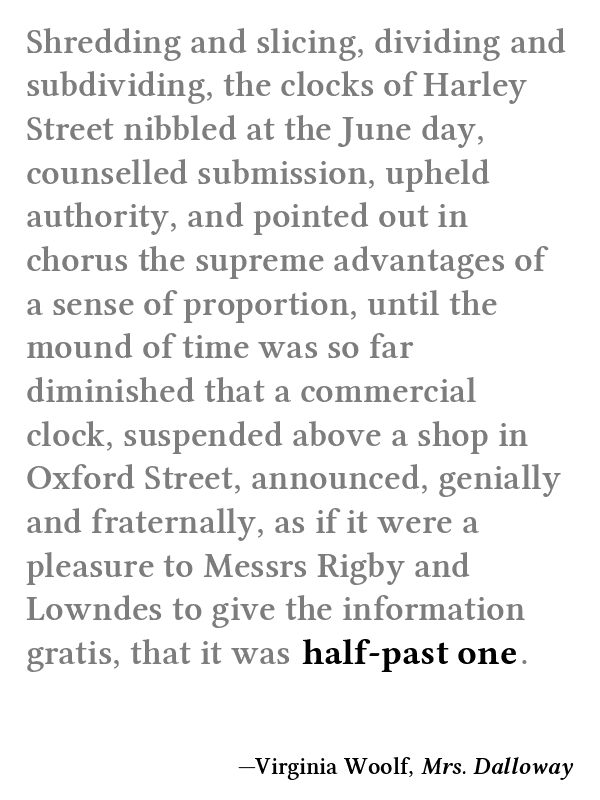 Shredding and slicing, dividing and
subdividing, the clocks of Harley
Street nibbled at the June day,
counselled submission, upheld
authority, and pointed out in
chorus the supreme advantages of
a sense of proportion, until the
mound of time was so far
diminished that a commercial
clock, suspended above a shop in
Oxford Street, announced, genially
and fraternally, as if it were a
pleasure to Messrs Rigby and
Lowndes to give the information
gratis, that it was half-past one.
—Virginia Woolf, Mrs. Dalloway